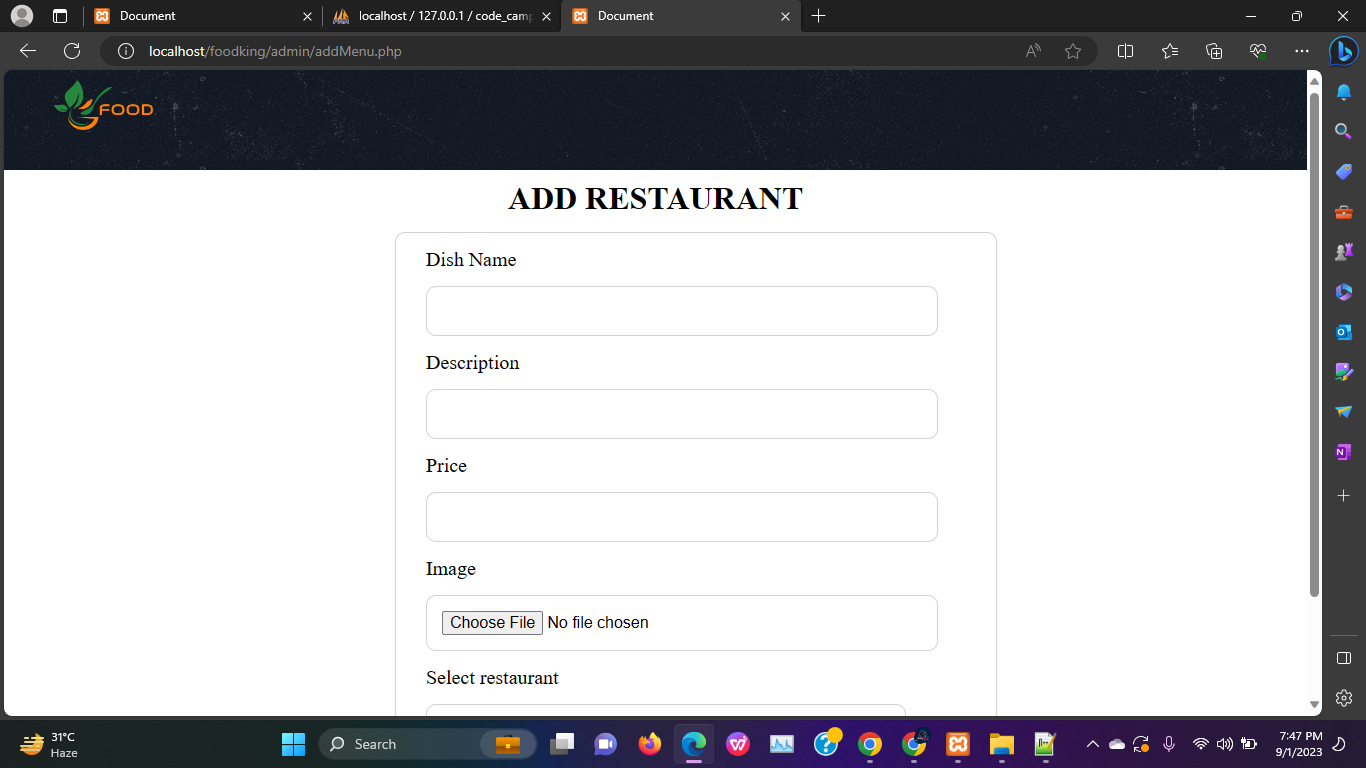 Document
localhost / 127.0.0.1 / code_cam
Document
localhost/foodking/admin/addMenu.php
FOOD
ADD RESTAURANT
Dish Name
Description
Price
Image
Choose File No file chosen
Select restaurant
31°C
Haze
Search
7:47 PM
9/1/2023